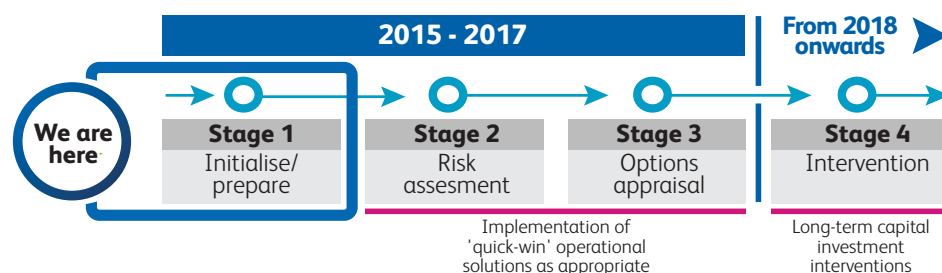 2015 - 2017
From 2018
onwards
We are
here
Stage 1
Initialise/
prepare
Stage 2
Risk
assesment
Stage 3
Options
appraisal
Stage 4
Intervention
Implementation of
'quick-win' operational
solutions as appropriate
Long-term capital
investment
interventions